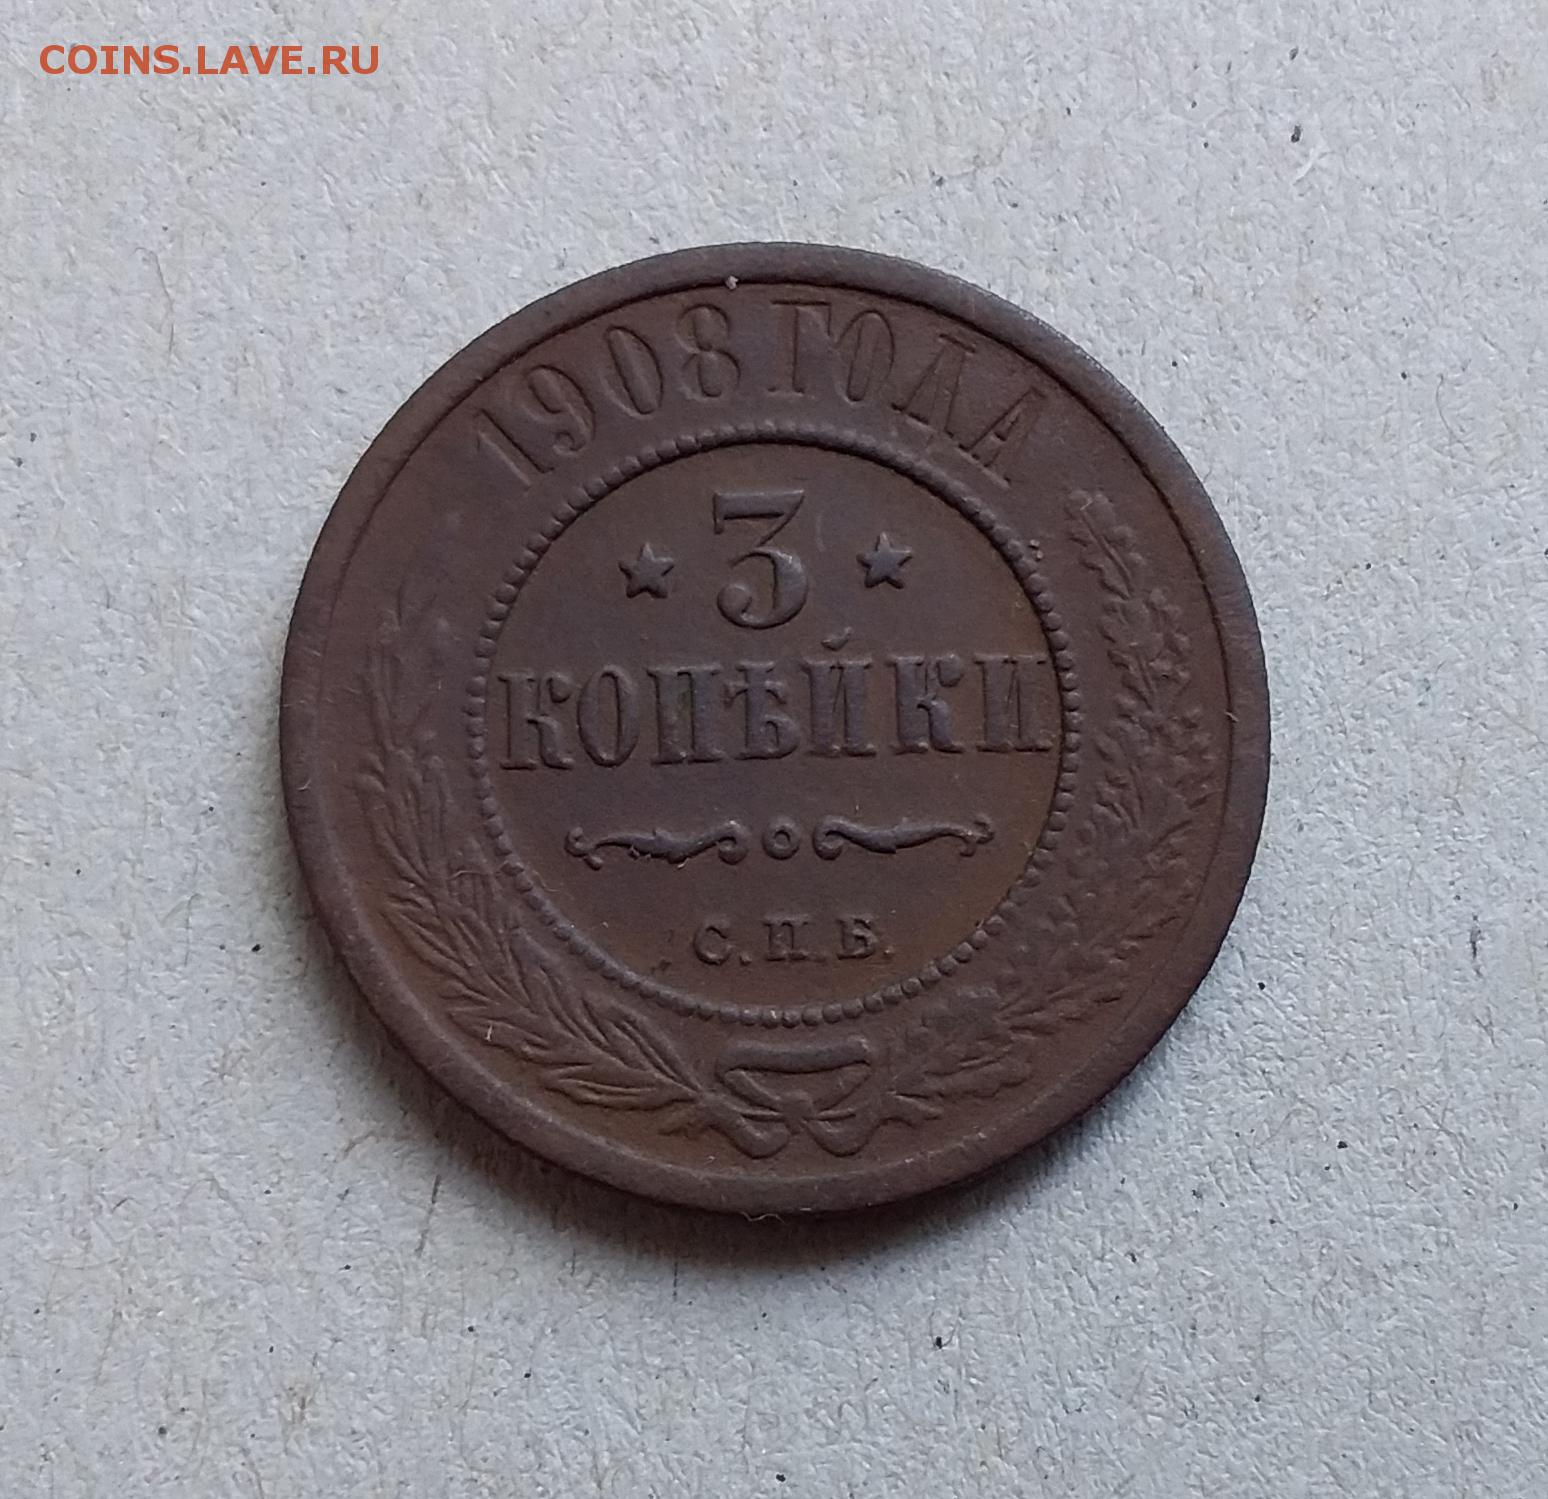 COINS.LAVE.RU
1908 ГОДА
3
КОПѢЙКИ
С.П.Б.